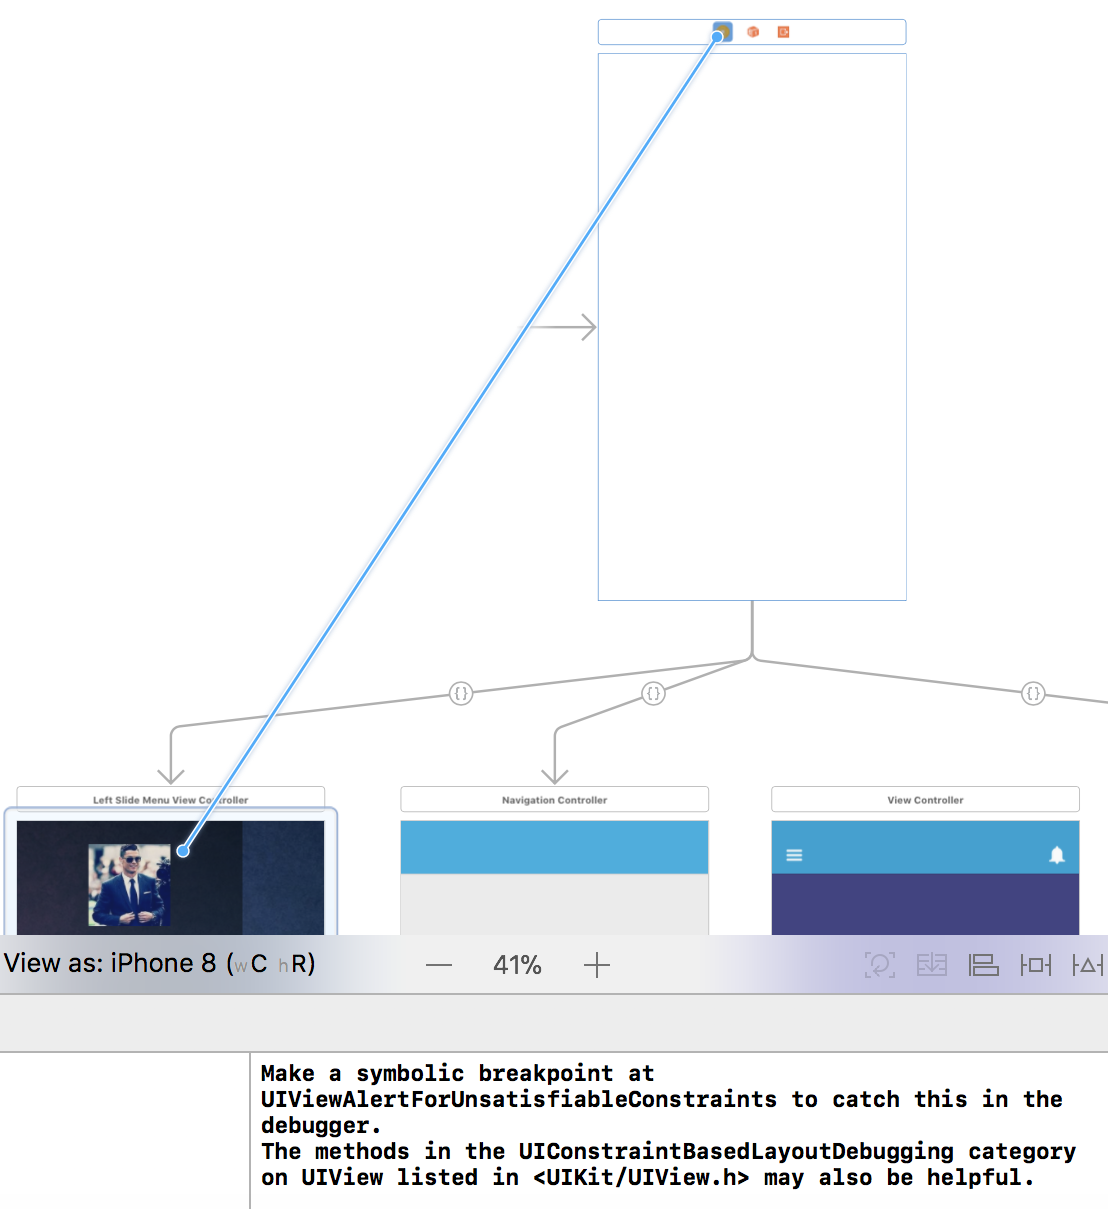 Left Slide Menu View Controller
Navigation Controller
View Controller
View as: iPhone 8 (wC hR)
41%
Make a symbolic breakpoint at
UIViewAlertForUnsatisfiableConstraints to catch this in the
debugger.
The methods in the UIConstraintBasedLayoutDebugging category
on UIView listed in <UIKit/UIView.h> may also be helpful.